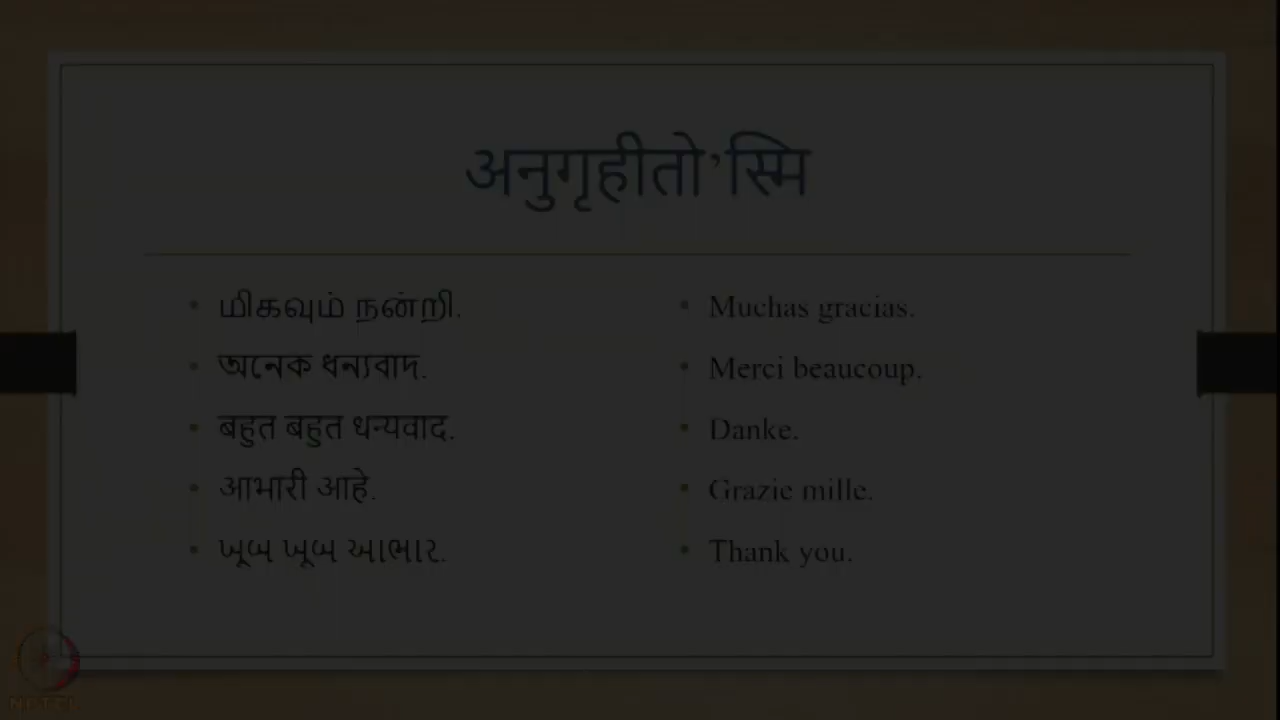 अनुगृहीतो’स्मि
மிகவும் நன்றி.
অনেক ধন্যবাদ.
बहुत बहुत धन्यवाद.
आभारी आहे.
ખૂબ ખૂબ આભાર.
Muchas gracias.
Merci beaucoup.
Danke.
Grazie mille.
Thank you.
NPTEL